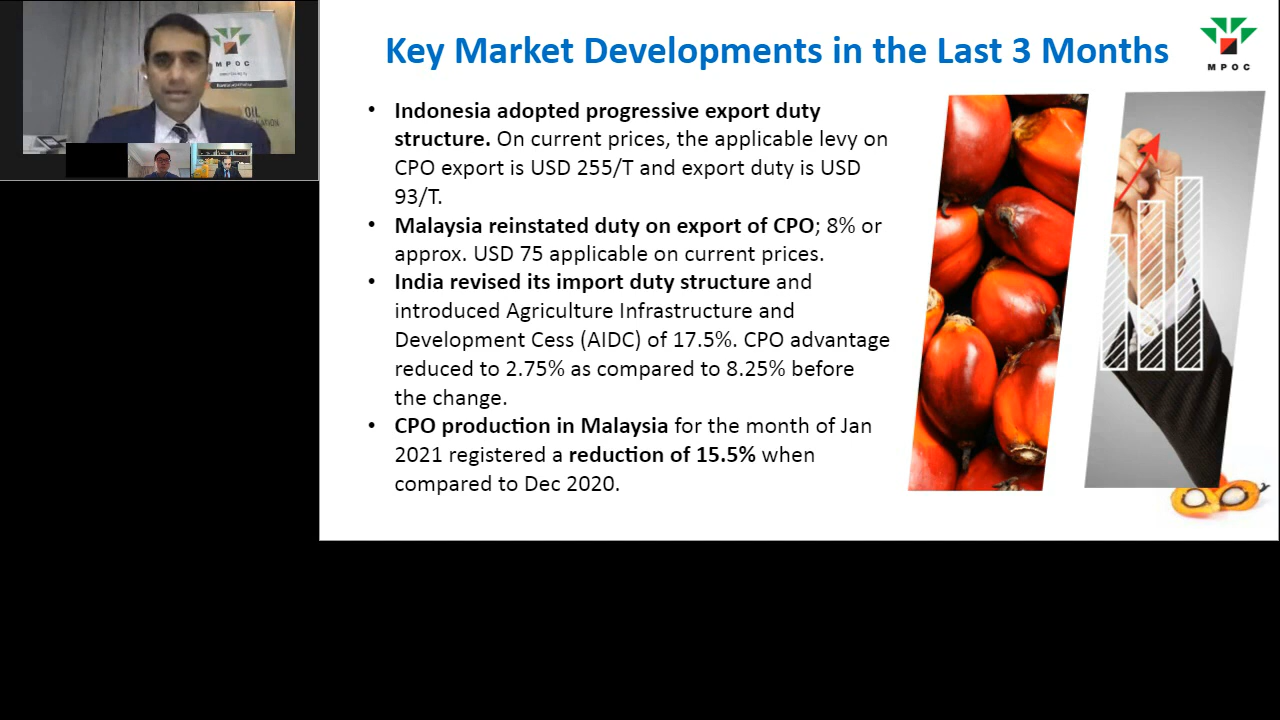 MPOC
OIL
Key Market Developments in the Last 3 Months
MPOC
• Indonesia adopted progressive export duty
structure. On current prices, the applicable levy on
CPO export is USD 255/T and export duty is USD
93/T.
• Malaysia reinstated duty on export of CPO; 8% or
approx. USD 75 applicable on current prices.
• India revised its import duty structure and
introduced Agriculture Infrastructure and
Development Cess (AIDC) of 17.5%. CPO advantage
reduced to 2.75% as compared to 8.25% before
the change.
• CPO production in Malaysia for the month of Jan
2021 registered a reduction of 15.5% when
compared to Dec 2020.